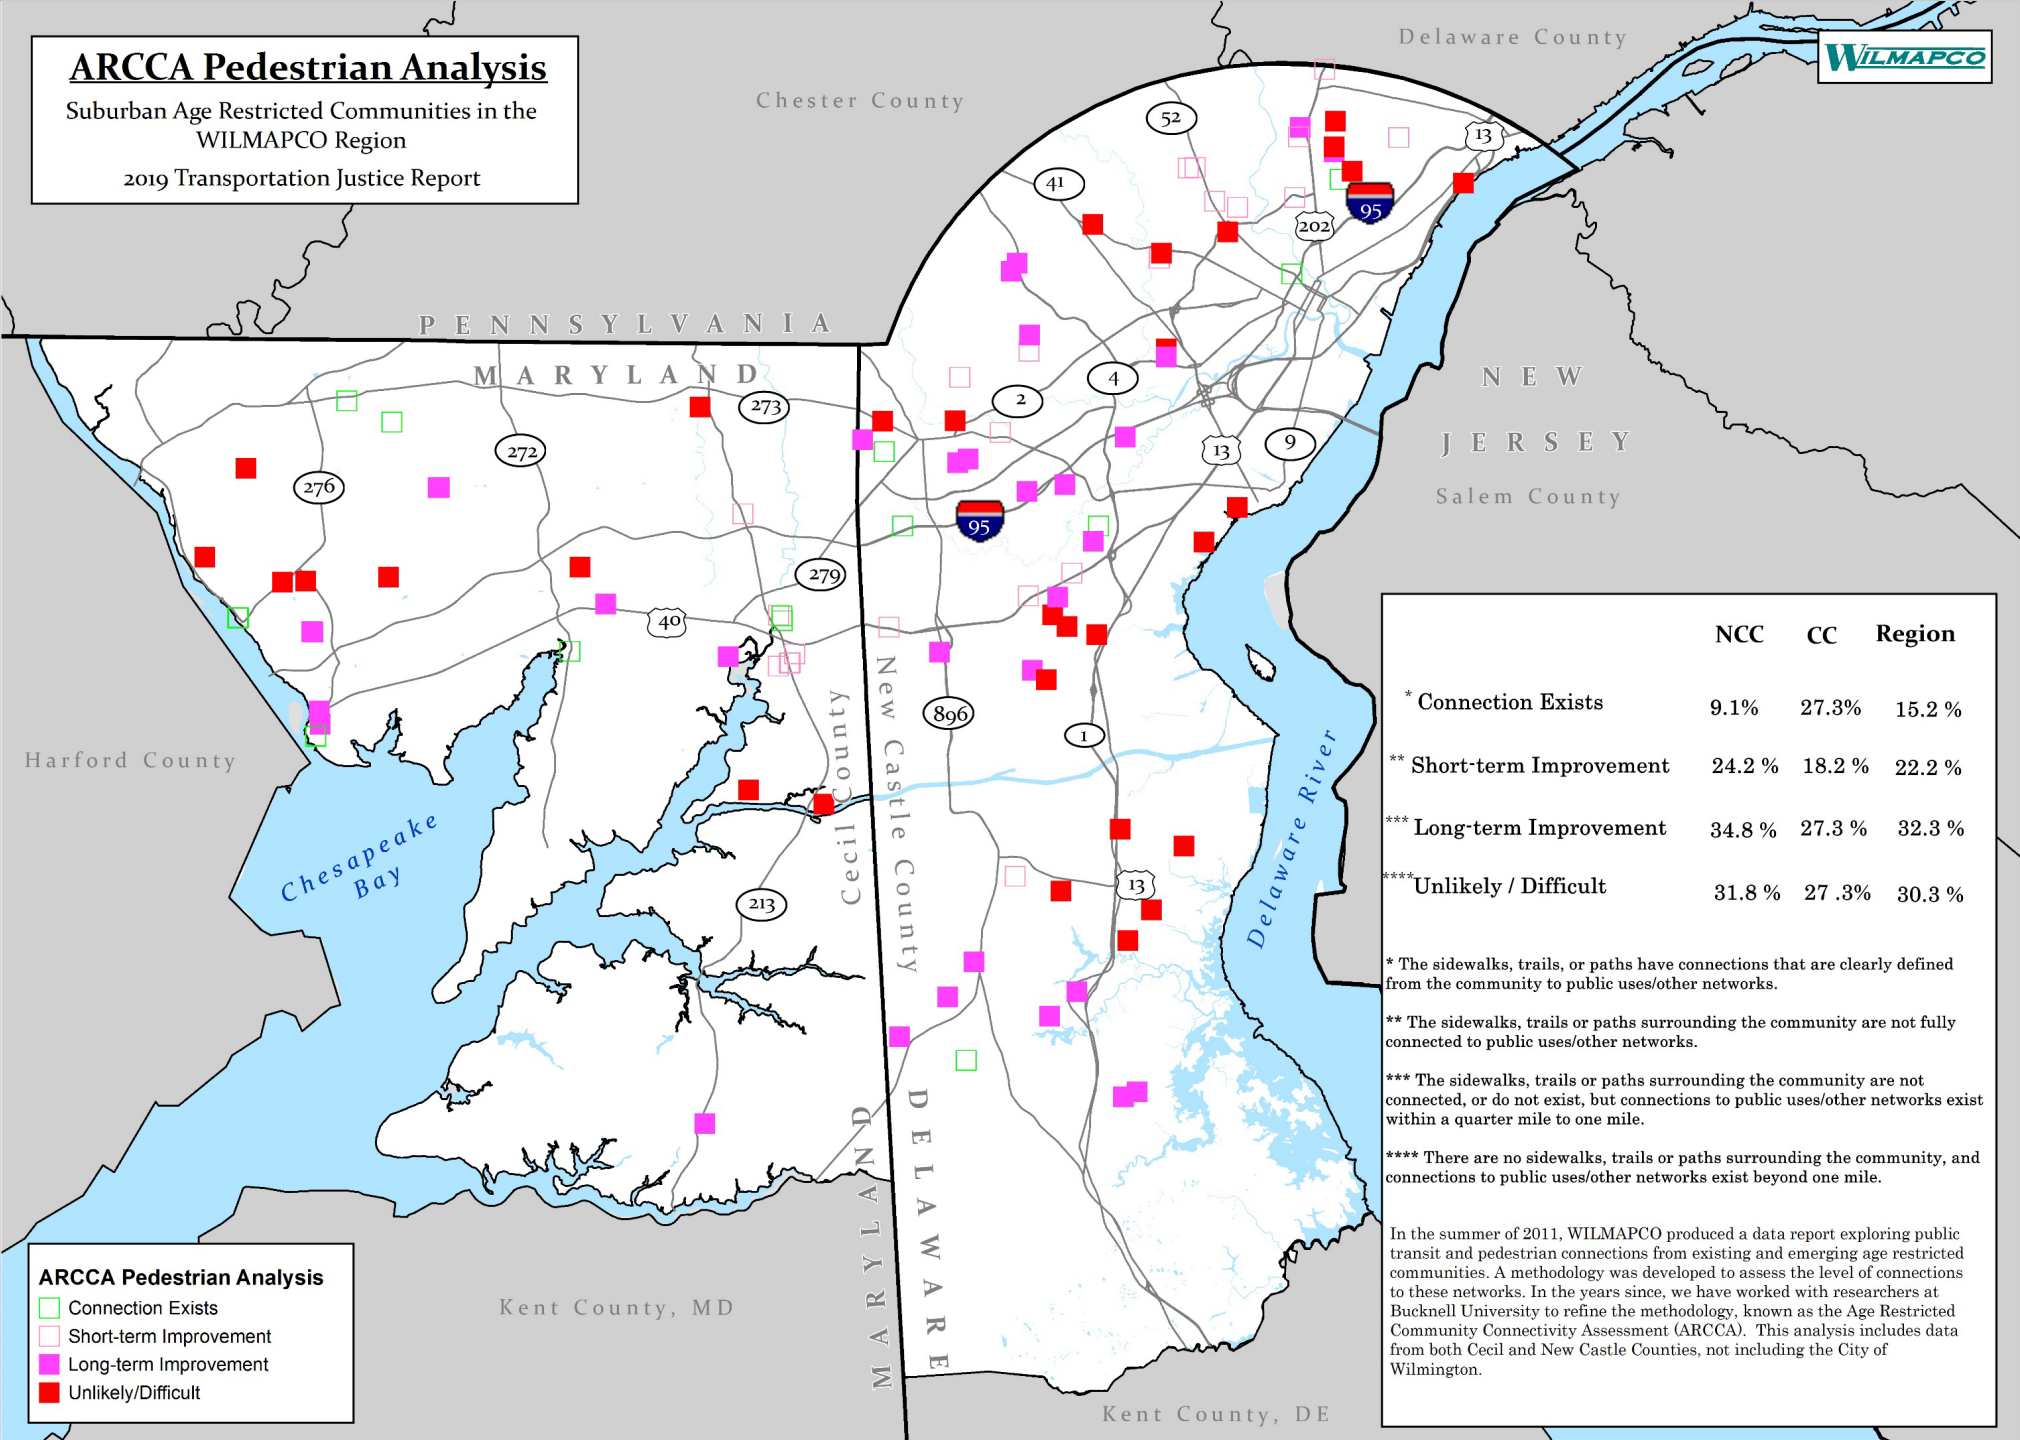 ARCCA Pedestrian Analysis
Suburban Age Restricted Communities in the
WILMAPCO Region
2019 Transportation Justice Report
WILMAPCO
Delaware County
Chester County
PENNSYLVANIA
MARYLAND
NEW
JERSEY
Salem County
Harford County
Chesapeake
Bay
Delaware River
Cecil County
New Castle County
MARYLAND
DELAWARE
Kent County, MD
Kent County, DE
52
41
13
95
202
4
2
273
272
276
13
9
95
279
40
896
1
13
213
NCC CC Region
* Connection Exists 9.1% 27.3% 15.2 %
** Short-term Improvement 24.2 % 18.2 % 22.2 %
*** Long-term Improvement 34.8 % 27.3 % 32.3 %
****Unlikely / Difficult 31.8 % 27 .3% 30.3 %
* The sidewalks, trails, or paths have connections that are clearly defined
from the community to public uses/other networks.
** The sidewalks, trails or paths surrounding the community are not fully
connected to public uses/other networks.
*** The sidewalks, trails or paths surrounding the community are not
connected, or do not exist, but connections to public uses/other networks exist
within a quarter mile to one mile.
**** There are no sidewalks, trails or paths surrounding the community, and
connections to public uses/other networks exist beyond one mile.
In the summer of 2011, WILMAPCO produced a data report exploring public
transit and pedestrian connections from existing and emerging age restricted
communities. A methodology was developed to assess the level of connections
to these networks. In the years since, we have worked with researchers at
Bucknell University to refine the methodology, known as the Age Restricted
Community Connectivity Assessment (ARCCA).  This analysis includes data
from both Cecil and New Castle Counties, not including the City of
Wilmington.
ARCCA Pedestrian Analysis
Connection Exists
Short-term Improvement
Long-term Improvement
Unlikely/Difficult